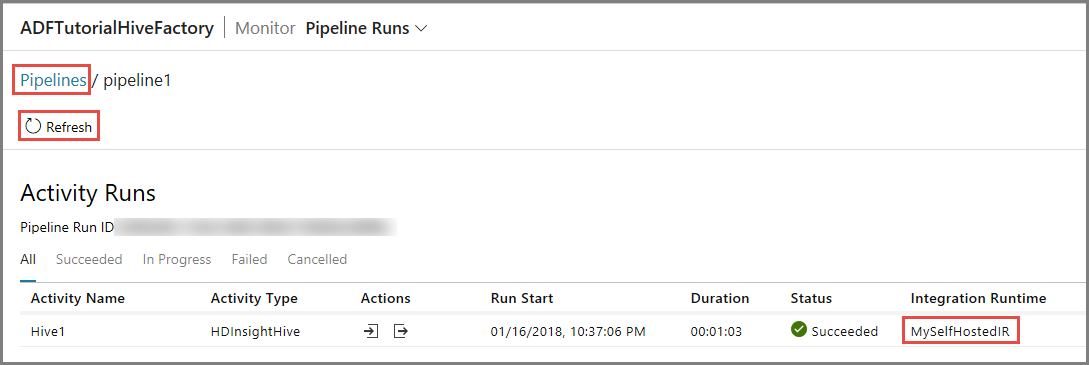 ADFTutorialHiveFactory Monitor Pipeline Runs
Pipelines / pipeline1
Refresh
Activity Runs
Pipeline Run ID
All Succeeded In Progress Failed Cancelled
Activity Name Activity Type Actions Run Start Duration Status Integration Runtime
Hive1 HDInsightHive 01/16/2018, 10:37:06 PM 00:01:03 Succeeded MySelfHostedIR